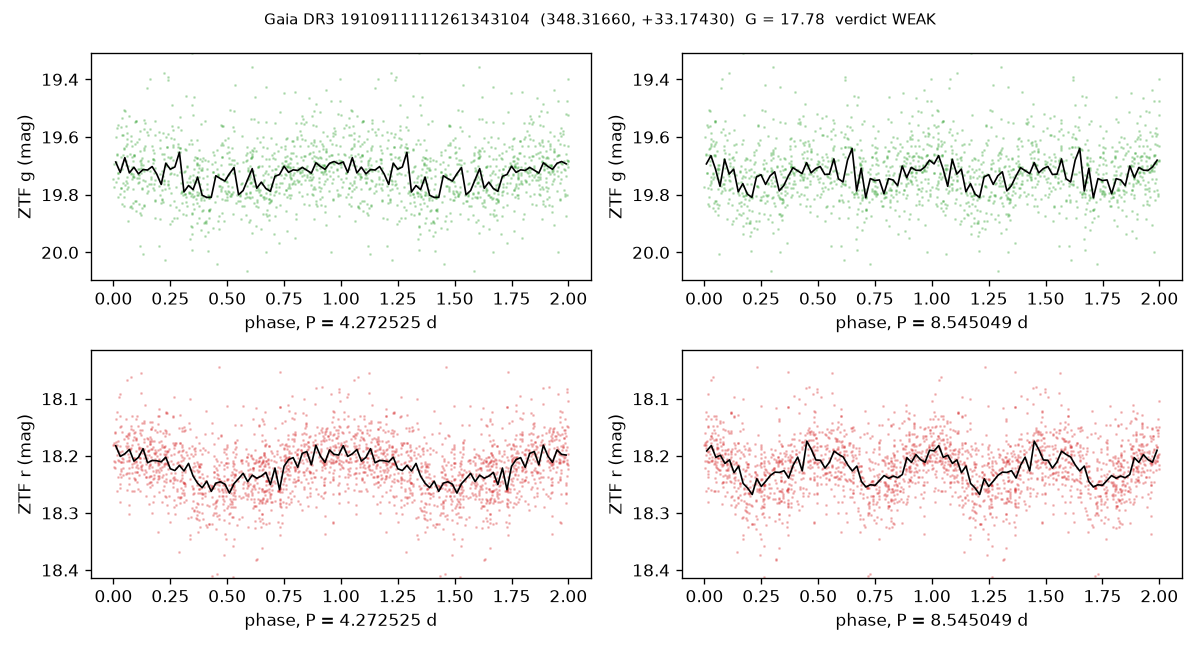 Gaia DR3 1910911111261343104 (348.31660, +33.17430) G = 17.78 verdict WEAK
ZTF g (mag)
19.4
19.6
19.8
20.0
0.00 0.25 0.50 0.75 1.00 1.25 1.50 1.75 2.00
phase, P = 4.272525 d
ZTF g (mag)
19.4
19.6
19.8
20.0
0.00 0.25 0.50 0.75 1.00 1.25 1.50 1.75 2.00
phase, P = 8.545049 d
ZTF r (mag)
18.1
18.2
18.3
18.4
0.00 0.25 0.50 0.75 1.00 1.25 1.50 1.75 2.00
phase, P = 4.272525 d
ZTF r (mag)
18.1
18.2
18.3
18.4
0.00 0.25 0.50 0.75 1.00 1.25 1.50 1.75 2.00
phase, P = 8.545049 d